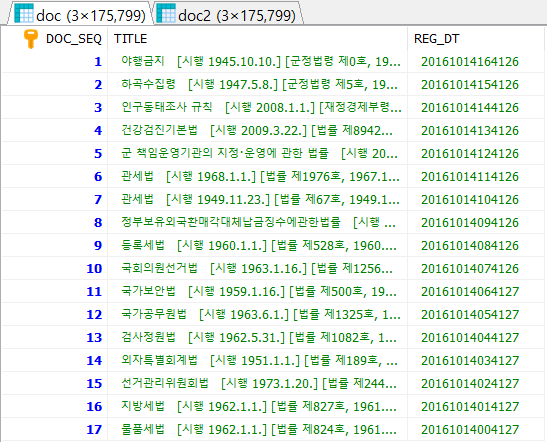 doc (3×175,799) doc2 (3×175,799)
DOC_SEQ TITLE REG_DT
1 야행금지 [시행 1945.10.10.] [군정법령 제0호, 19... 20161014164126
2 하곡수집령 [시행 1947.5.8.] [군정법령 제5호, 19... 20161014154126
3 인구동태조사 규칙 [시행 2008.1.1.] [재정경제부령... 20161014144126
4 건강검진기본법 [시행 2009.3.22.] [법률 제8942... 20161014134126
5 군 책임운영기관의 지정·운영에 관한 법률 [시행 20... 20161014124126
6 관세법 [시행 1968.1.1.] [법률 제1976호, 1967.1... 20161014114126
7 관세법 [시행 1949.11.23.] [법률 제67호, 1949.1... 20161014104126
8 정부보유외국환매각대체납금징수에관한법률 [시행 ... 20161014094126
9 등록세법 [시행 1960.1.1.] [법률 제528호, 1960.... 20161014084126
10 국회의원선거법 [시행 1963.1.16.] [법률 제1256... 20161014074126
11 국가보안법 [시행 1959.1.16.] [법률 제500호, 19... 20161014064127
12 국가공무원법 [시행 1963.6.1.] [법률 제1325호, 1... 20161014054127
13 검사정원법 [시행 1962.5.31.] [법률 제1082호, 1... 20161014044127
14 외자특별회계법 [시행 1951.1.1.] [법률 제189호, ... 20161014034127
15 선거관리위원회법 [시행 1973.1.20.] [법률 제244... 20161014024127
16 지방세법 [시행 1962.1.1.] [법률 제827호, 1961.... 20161014014127
17 물품세법 [시행 1962.1.1.] [법률 제824호, 1961.... 20161014004127